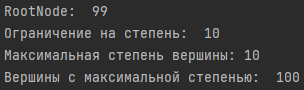 RootNode:  99
Ограничение на степень:  10
Максимальная степень вершины: 10
Вершины с максимальной степенью:  100